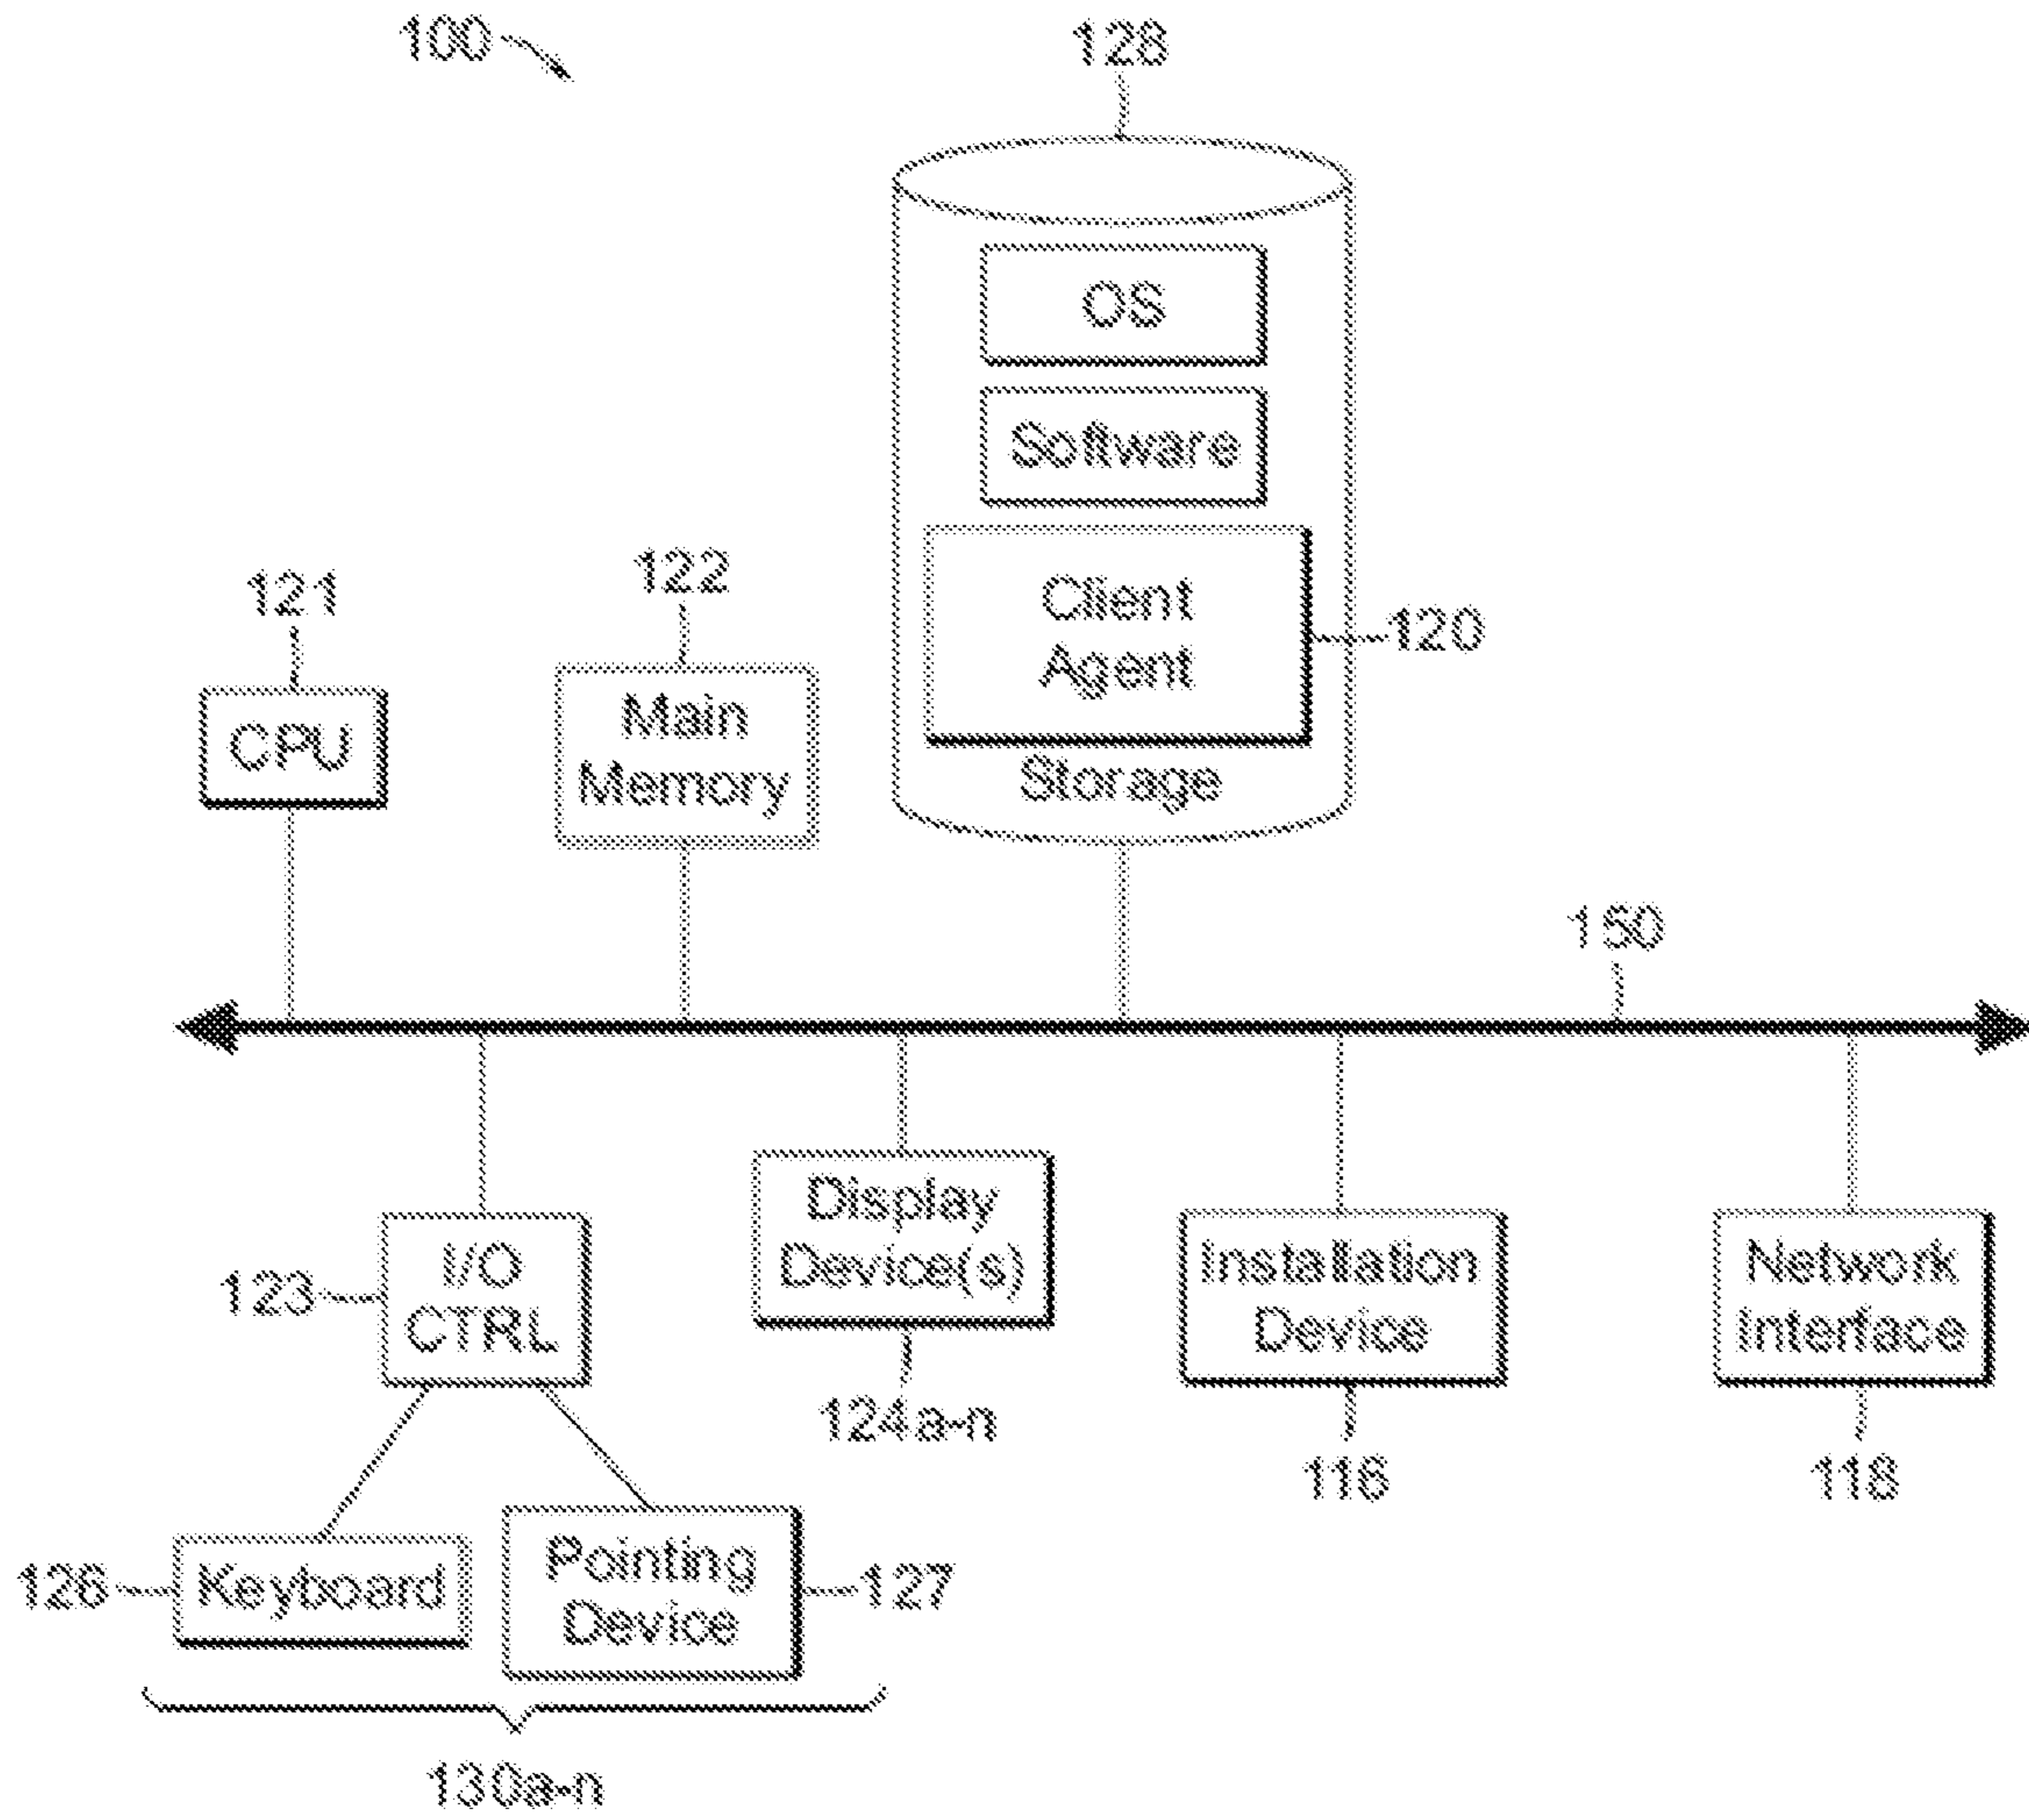 100
128
OS
Software
Client
Agent
120
Storage
121
CPU
122
Main
Memory
150
123
I/O
CTRL
Display
Device(s)
124a-n
Installation
Device
116
Network
Interface
118
126
Keyboard
Pointing
Device
127
130a-n